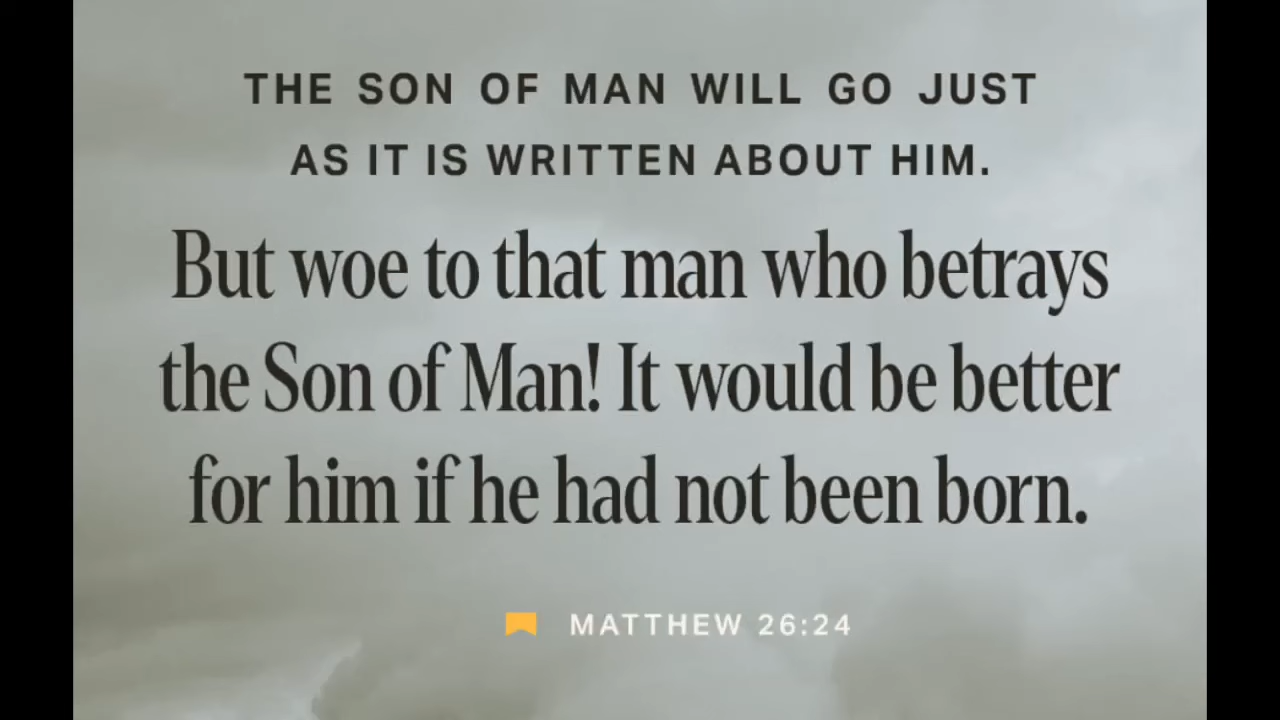 THE SON OF MAN WILL GO JUST
AS IT IS WRITTEN ABOUT HIM.
But woe to that man who betrays
the Son of Man! It would be better
for him if he had not been born.
MATTHEW 26:24